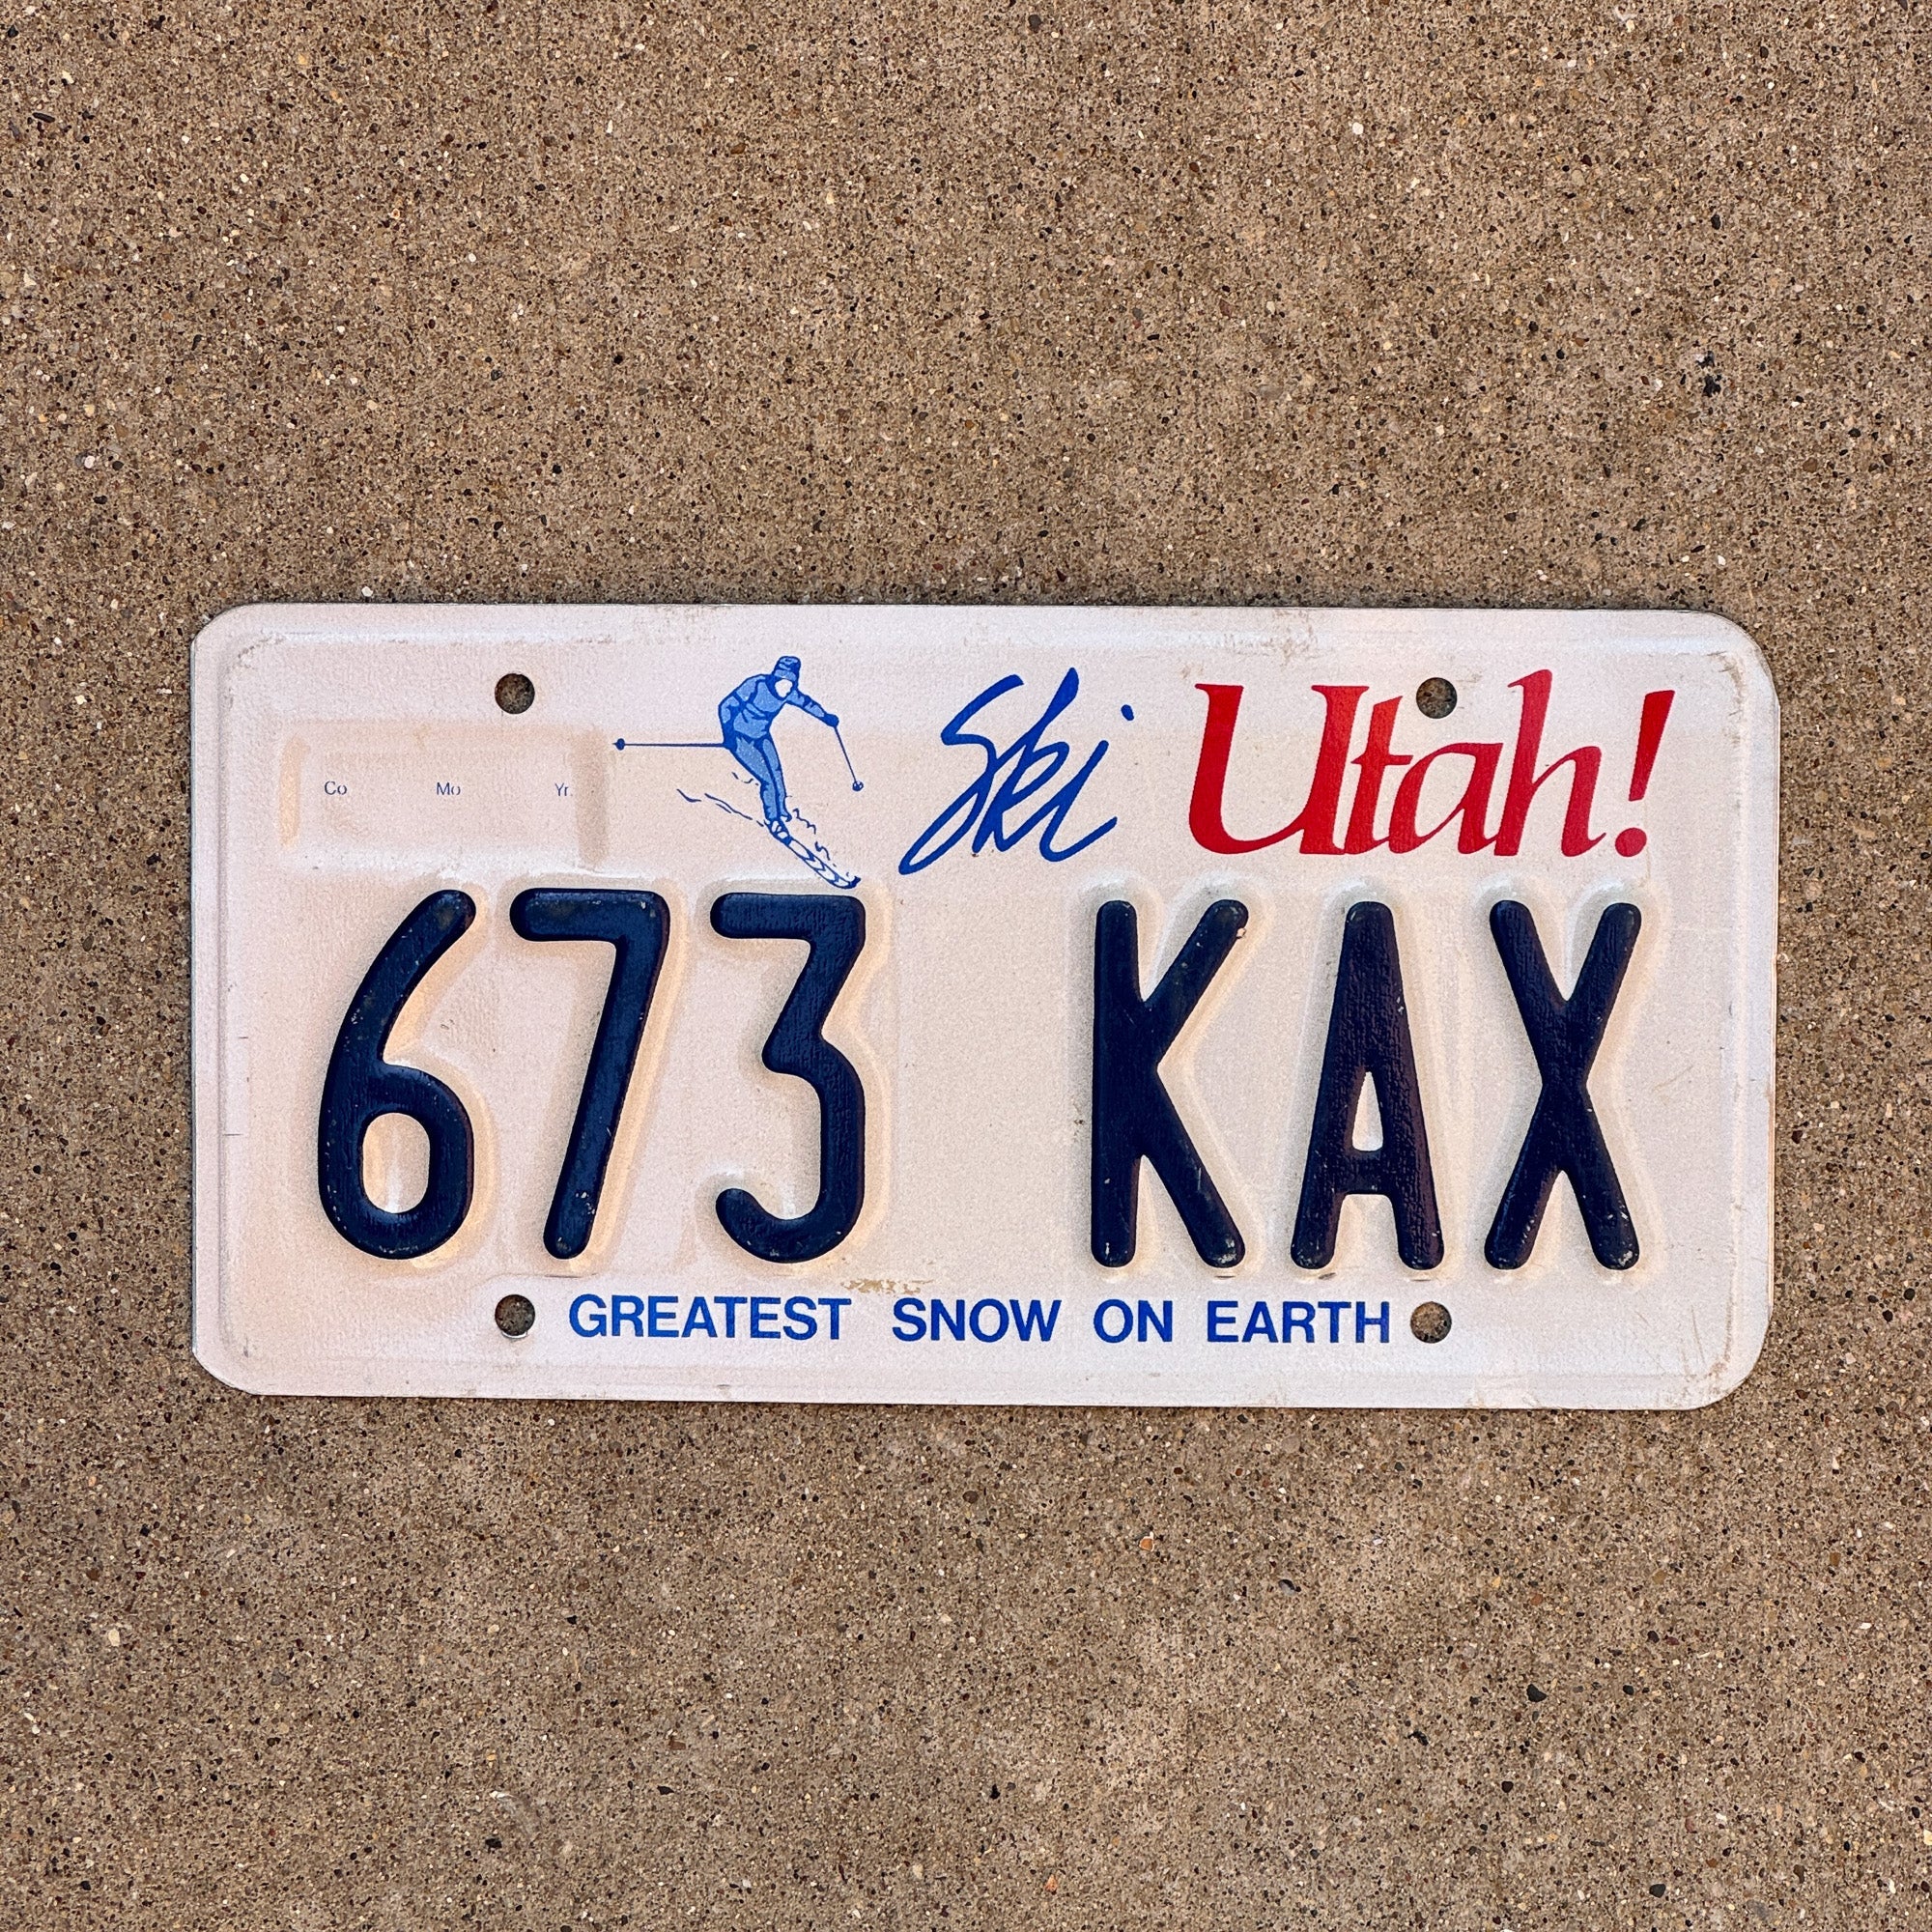 Ski Utah!
Co Mo Yr.
673 KAX
GREATEST SNOW ON EARTH